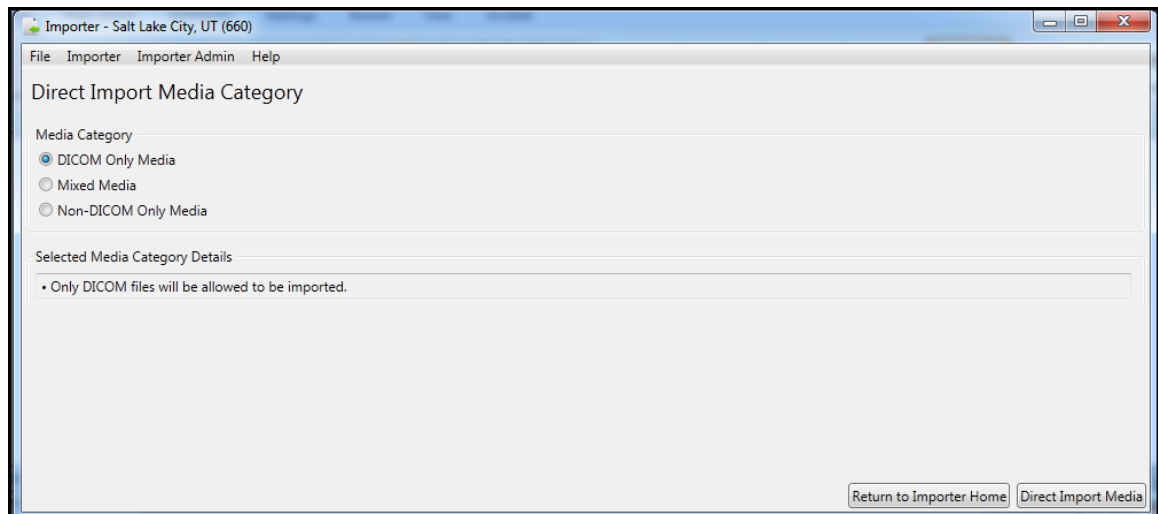 Importer - Salt Lake City, UT (660)
File Importer Importer Admin Help
Direct Import Media Category
Media Category
DICOM Only Media
Mixed Media
Non-DICOM Only Media
Selected Media Category Details
• Only DICOM files will be allowed to be imported.
Return to Importer Home Direct Import Media